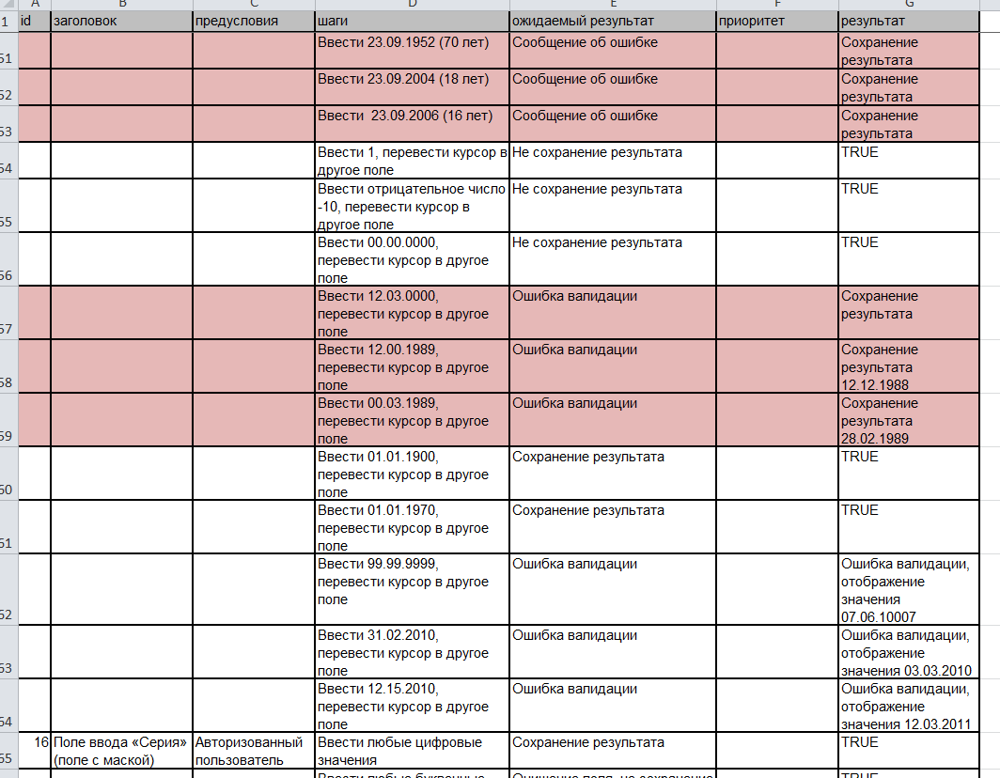 A B C D E F G
1 id заголовок предусловия шаги ожидаемый результат приоритет результат
51 Ввести 23.09.1952 (70 лет) Сообщение об ошибке Сохранение
результата
52 Ввести 23.09.2004 (18 лет) Сообщение об ошибке Сохранение
результата
53 Ввести 23.09.2006 (16 лет) Сообщение об ошибке Сохранение
результата
54 Ввести 1, перевести курсор в Не сохранение результата TRUE
другое поле
55 Ввести отрицательное число Не сохранение результата TRUE
-10, перевести курсор в
другое поле
56 Ввести 00.00.0000, Не сохранение результата TRUE
перевести курсор в другое
поле
57 Ввести 12.03.0000, Ошибка валидации Сохранение
перевести курсор в другое результата
поле
58 Ввести 12.00.1989, Ошибка валидации Сохранение
перевести курсор в другое результата
поле 12.12.1988
59 Ввести 00.03.1989, Ошибка валидации Сохранение
перевести курсор в другое результата
поле 28.02.1989
60 Ввести 01.01.1900, Сохранение результата TRUE
перевести курсор в другое
поле
61 Ввести 01.01.1970, Сохранение результата TRUE
перевести курсор в другое
поле
62 Ввести 99.99.9999, Ошибка валидации Ошибка валидации,
перевести курсор в другое отображение
поле значения
07.06.10007
63 Ввести 31.02.2010, Ошибка валидации Ошибка валидации,
перевести курсор в другое отображение
поле значения 03.03.2010
64 Ввести 12.15.2010, Ошибка валидации Ошибка валидации,
перевести курсор в другое отображение
поле значения 12.03.2011
65 16 Поле ввода «Серия» Авторизованный Ввести любые цифровые Сохранение результата TRUE
(поле с маской) пользователь значения
Ввести любые буквенные Очищение поля, не сохранение TRUE